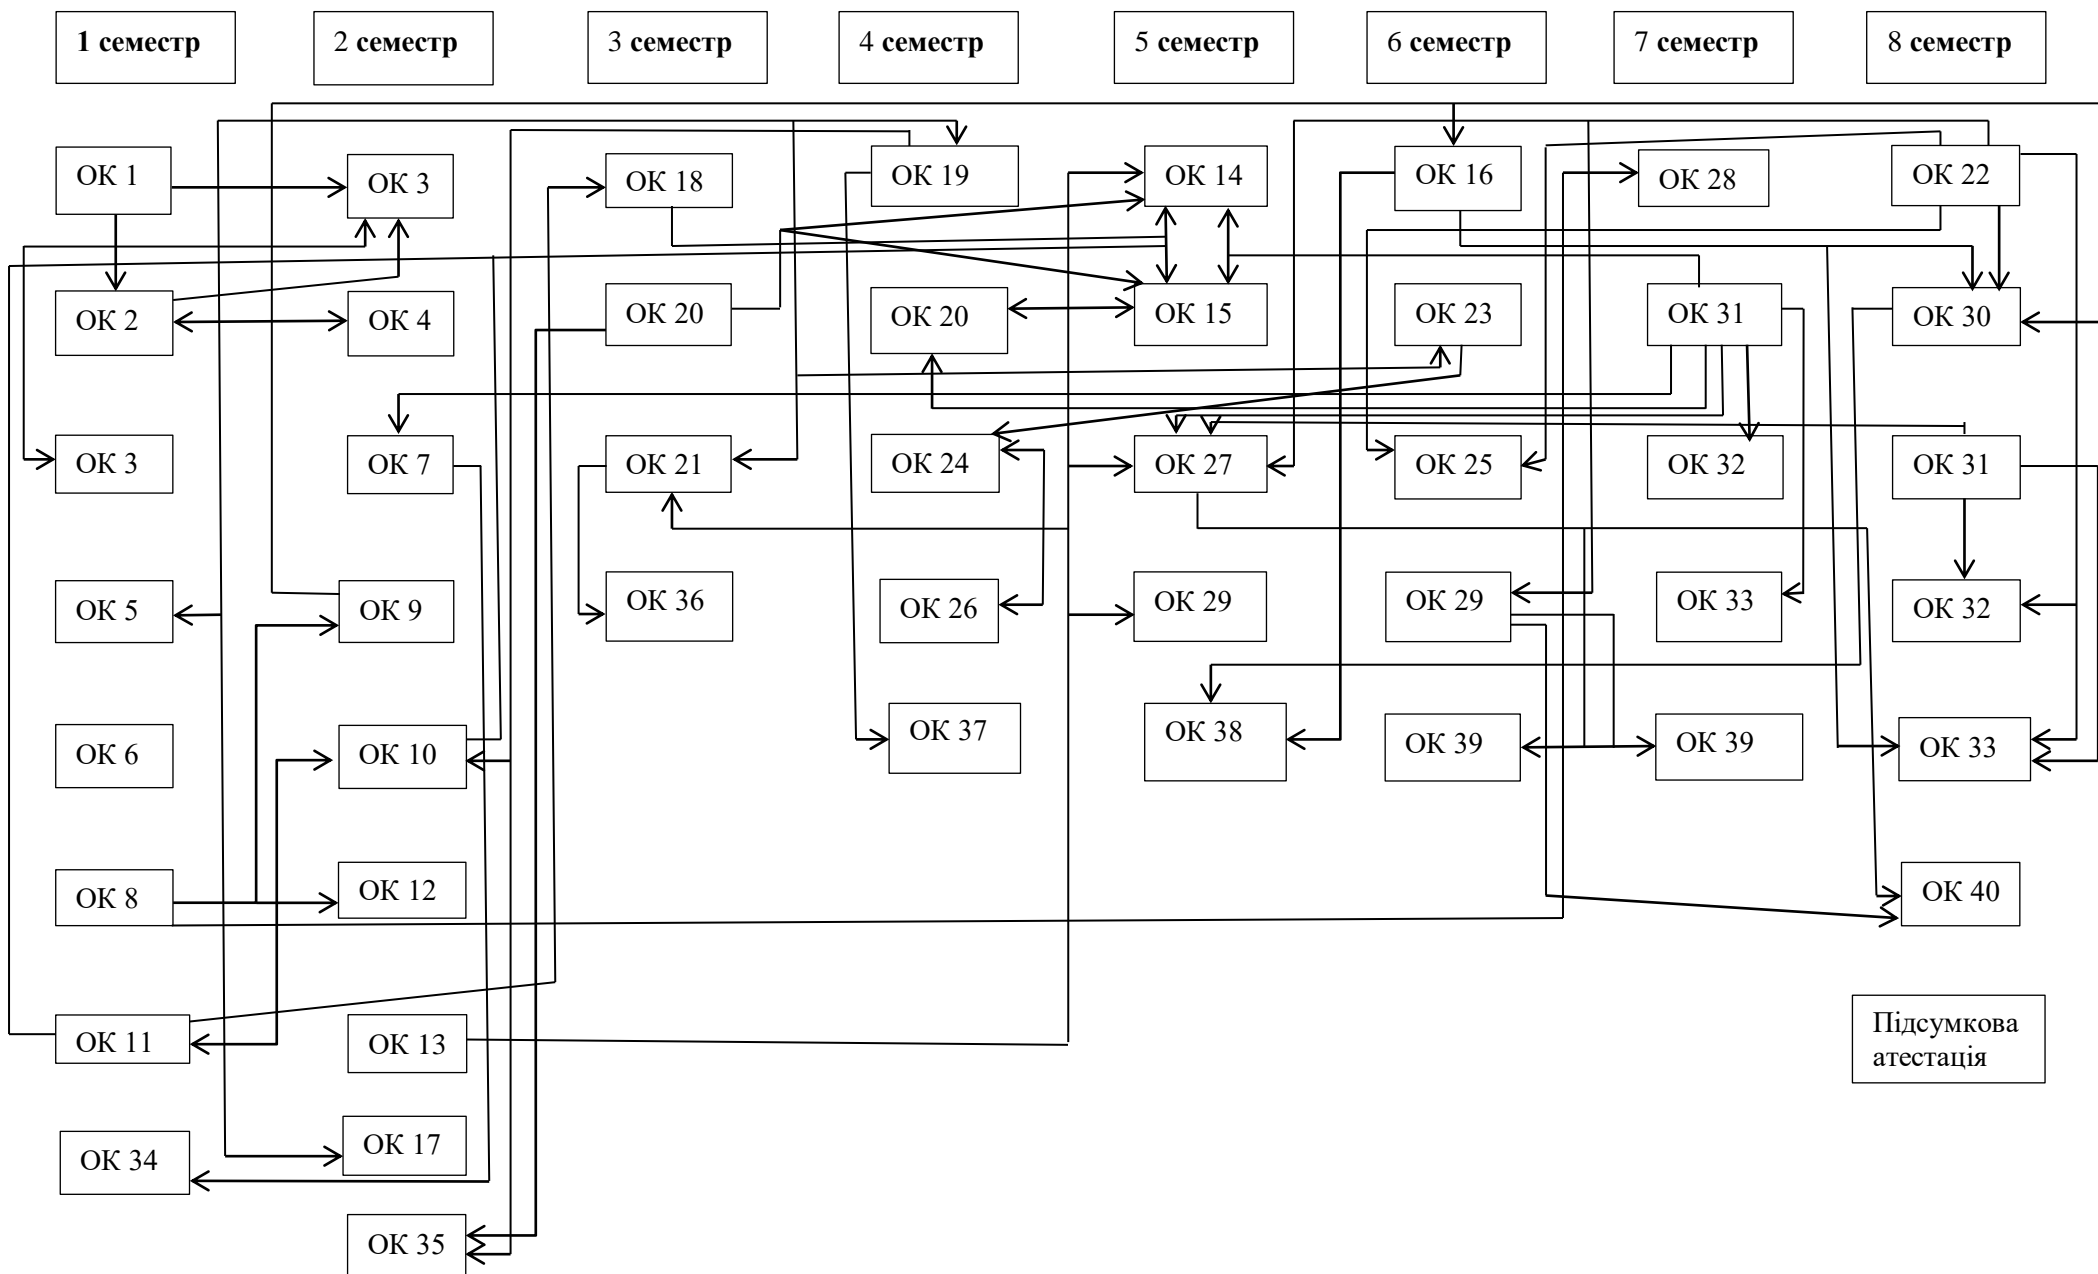 1 семестр
2 семестр
3 семестр
4 семестр
5 семестр
6 семестр
7 семестр
8 семестр
ОК 1
ОК 3
ОК 18
ОК 19
ОК 14
ОК 16
ОК 28
ОК 22
ОК 2
ОК 4
ОК 20
ОК 20
ОК 15
ОК 23
ОК 31
ОК 30
ОК 3
ОК 7
ОК 21
ОК 24
ОК 27
ОК 25
ОК 32
ОК 31
ОК 5
ОК 9
ОК 36
ОК 26
ОК 29
ОК 29
ОК 33
ОК 32
ОК 6
ОК 10
ОК 37
ОК 38
ОК 39
ОК 39
ОК 33
ОК 8
ОК 12
ОК 40
ОК 11
ОК 13
Підсумкова
атестація
ОК 34
ОК 17
ОК 35